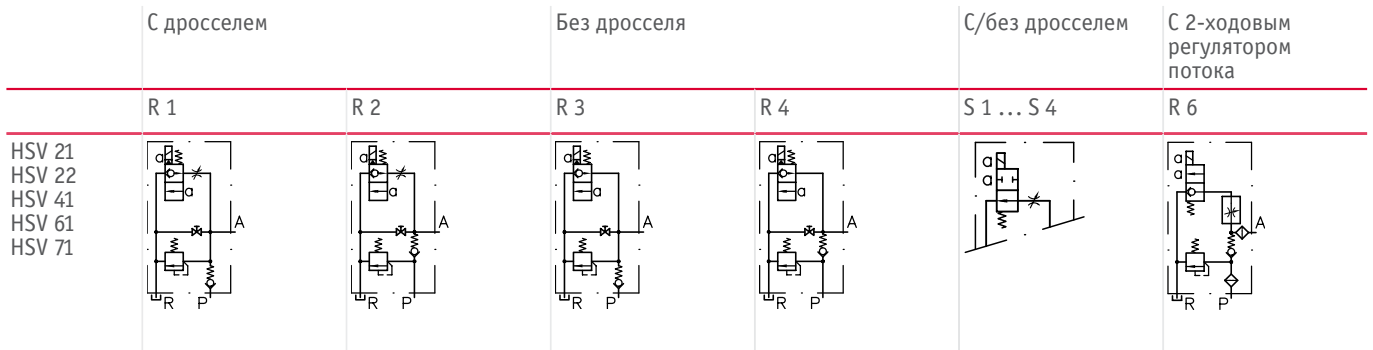 С дросселем
Без дросселя
С/без дросселем
С 2-ходовым
регулятором
потока
R 1
R 2
R 3
R 4
S 1 ... S 4
R 6
HSV 21
HSV 22
HSV 41
HSV 61
HSV 71
a
a
A
R
P
a
a
A
R
P
a
a
A
R
P
a
a
A
R
P
a
a
a
A
R
P